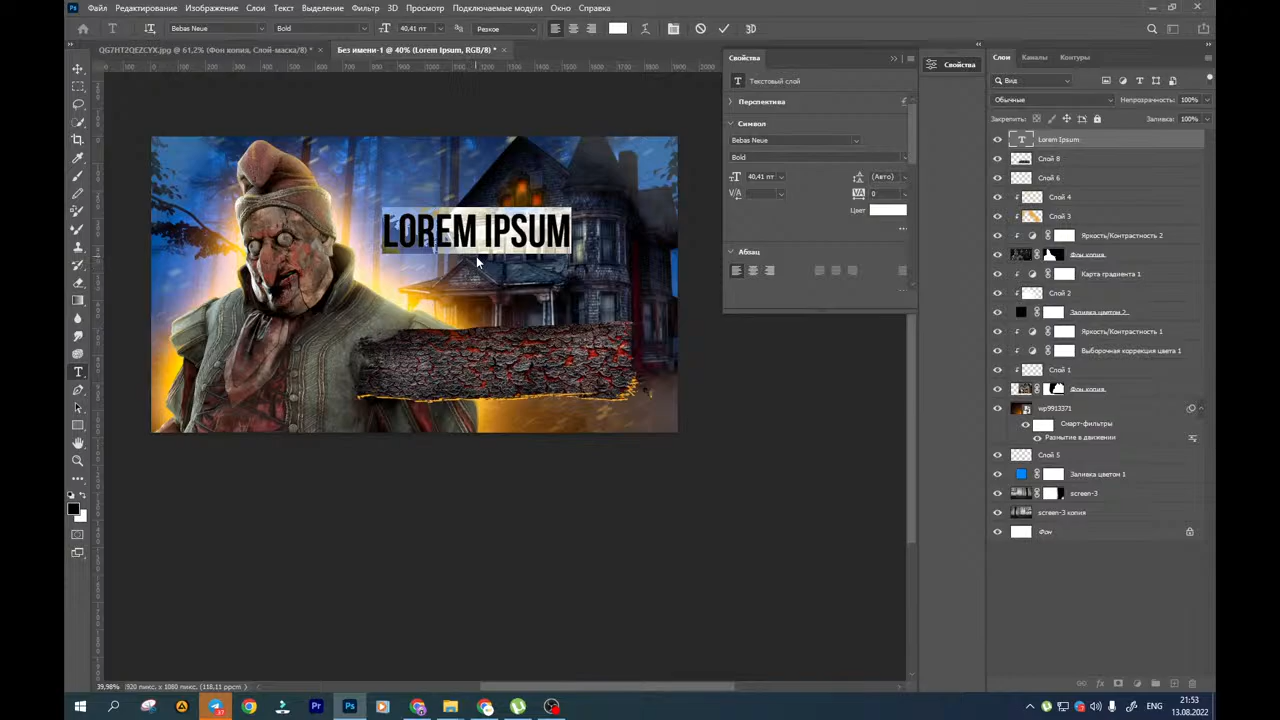 Файл Редактирование Изображение Слои Текст Выделение Фильтр 3D Просмотр Подключаемые модули Окно Справка
Bebas Neue Bold 40,41 пт Резкое 3D
QG7HT2QEZCYX.jpg @ 61,2% (Фон копия, Слой-маска/8) * × Без имени-1 @ 40% (Lorem Ipsum, RGB/8) * ×
LOREM IPSUM
Свойства
Текстовый слой
Перспектива
Символ
Bebas Neue
Bold
40,41 пт (Авто)
0
Цвет
Абзац
Свойства
Слои Каналы Контуры
Вид
Обычные Непрозрачность: 100%
Закрепить: Заливка: 100%
Lorem Ipsum
Слой 8
Слой 6
Слой 4
Слой 3
Яркость/Контрастность 2
Фон копия
Карта градиента 1
Слой 2
Заливка цветом 2
Яркость/Контрастность 1
Выборочная коррекция цвета 1
Слой 1
Фон копия
wp9913371
Смарт-фильтры
Размытие в движении
Слой 5
Заливка цветом 1
screen-3
screen-3 копия
Фон
39,98% 1920 пикс. x 1080 пикс. (118,11 ppcm)
ENG
21:53
13.08.2022